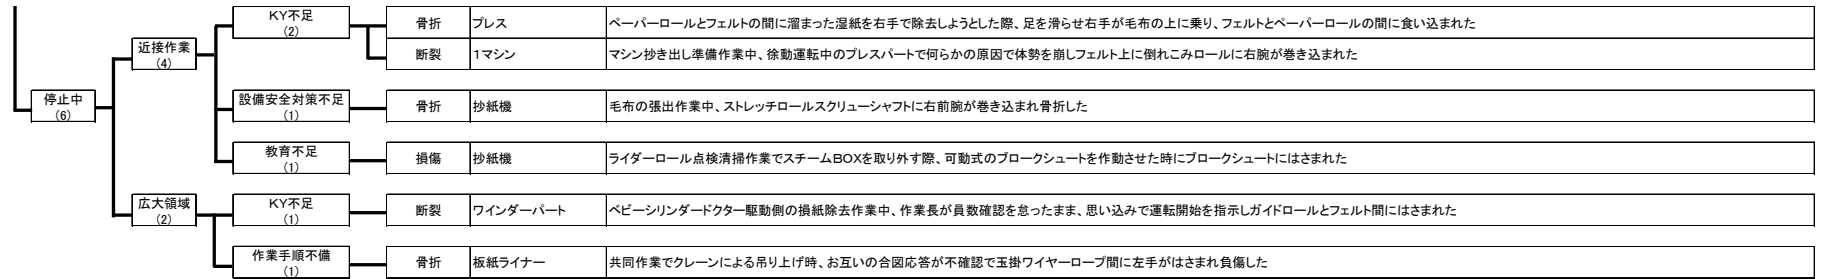 KY不足
(2)
骨折 プレス ペーパーロールとフェルトの間に溜まった湿紙を右手で除去しようとした際、足を滑らせ右手が毛布の上に乗り、フェルトとペーパーロールの間に食い込まれた
近接作業
(4)
断裂 1マシン マシン抄き出し準備作業中、徐動運転中のプレスパートで何らかの原因で体勢を崩しフェルト上に倒れこみロールに右腕が巻き込まれた
停止中
(6)
設備安全対策不足
(1)
骨折 抄紙機 毛布の張出作業中、ストレッチロールスクリューシャフトに右前腕が巻き込まれ骨折した
教育不足
(1)
損傷 抄紙機 ライダーロール点検清掃作業でスチームBOXを取り外す際、可動式のブロークシュートを作動させた時にブロークシュートにはさまれた
広大領域
(2)
KY不足
(1)
断裂 ワインダーパート ベビーシリンダードクター駆動側の損紙除去作業中、作業長が員数確認を怠ったまま、思い込みで運転開始を指示しガイドロールとフェルト間にはさまれた
作業手順不備
(1)
骨折 板紙ライナー 共同作業でクレーンによる吊り上げ時、お互いの合図応答が不確認で玉掛ワイヤーロープ間に左手がはさまれ負傷した